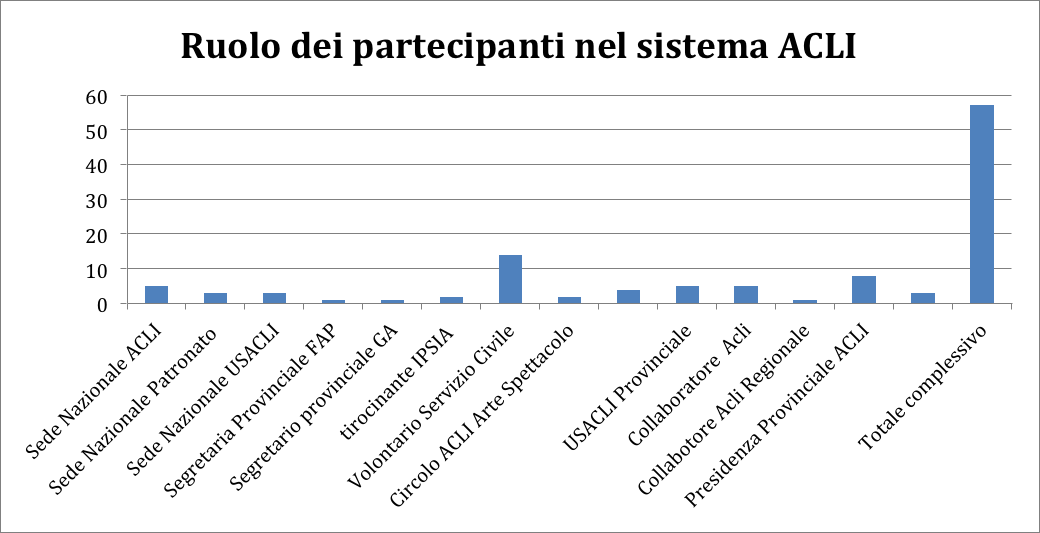 Ruolo dei partecipanti nel sistema ACLI
60
50
40
30
20
10
0
Sede Nazionale ACLI
Sede Nazionale Patronato
Sede Nazionale USACLI
Segretaria Provinciale FAP
Segretario provinciale GA
tirocinante IPSIA
Volontario Servizio Civile
Circolo ACLI Arte Spettacolo
USACLI Provinciale
Collaboratore Acli
Collabotore Acli Regionale
Presidenza Provinciale ACLI
Totale complessivo